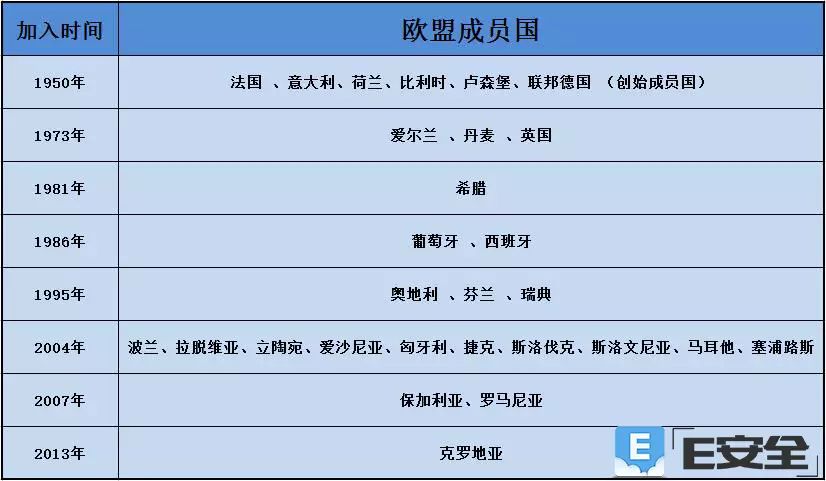 加入时间 欧盟成员国
1950年 法国 、意大利、荷兰、比利时、卢森堡、联邦德国 （创始成员国）
1973年 爱尔兰 、丹麦 、英国
1981年 希腊
1986年 葡萄牙 、西班牙
1995年 奥地利 、芬兰 、瑞典
2004年 波兰、拉脱维亚、立陶宛、爱沙尼亚、匈牙利、捷克、斯洛伐克、斯洛文尼亚、马耳他、塞浦路斯
2007年 保加利亚、罗马尼亚
2013年 克罗地亚
E
E安全